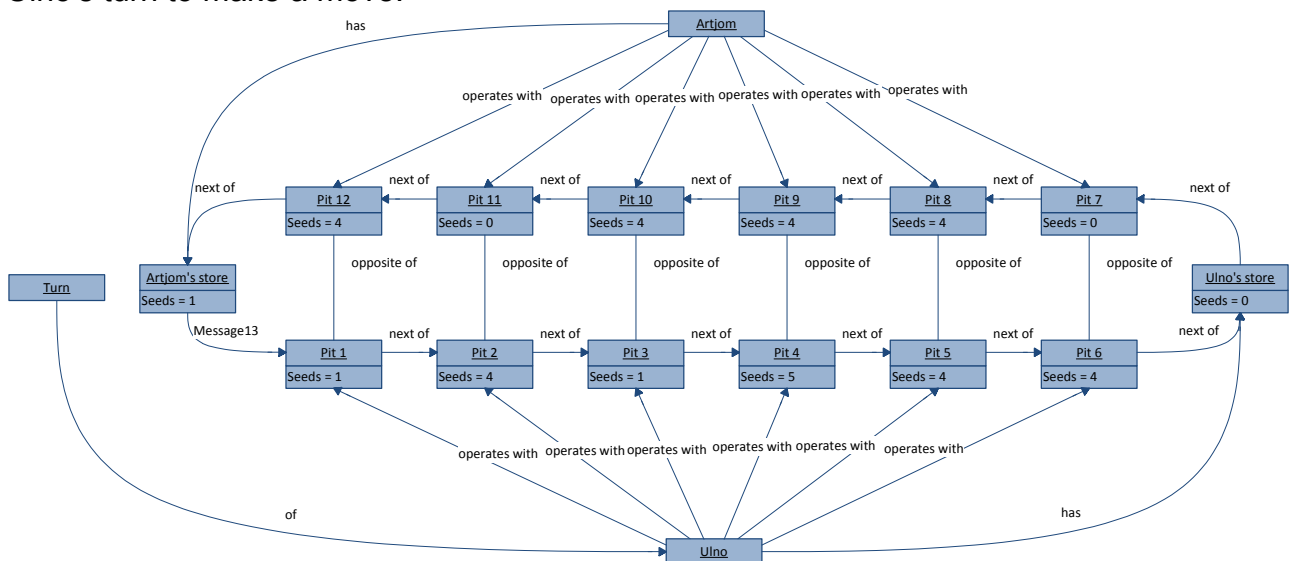 Ulno's turn to make a move.
has
Artjom
operates with operates with operates with operates with operates with operates with
next of next of next of next of next of next of next of
Pit 12 Pit 11 Pit 10 Pit 9 Pit 8 Pit 7
Seeds = 4 Seeds = 0 Seeds = 4 Seeds = 4 Seeds = 4 Seeds = 0
opposite of opposite of opposite of opposite of opposite of opposite of
Turn Artjom's store Ulno's store
Seeds = 1 Seeds = 0
Message13 next of next of next of next of next of next of
Pit 1 Pit 2 Pit 3 Pit 4 Pit 5 Pit 6
Seeds = 1 Seeds = 4 Seeds = 1 Seeds = 5 Seeds = 4 Seeds = 4
operates with operates with operates with operates with operates with operates with
of has
Ulno